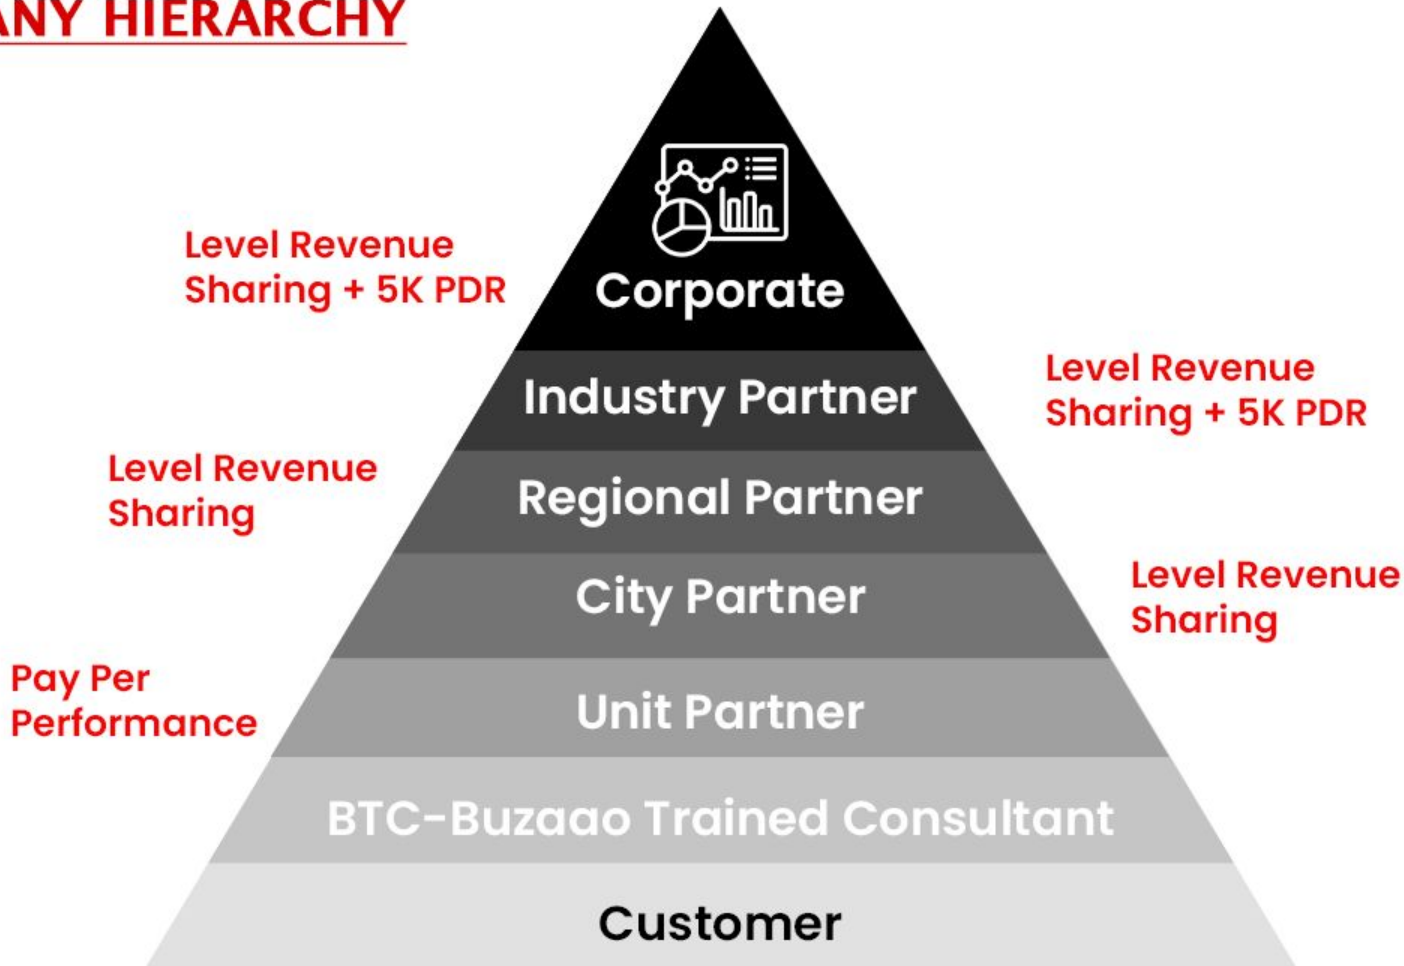 ANY HIERARCHY
Level Revenue
Sharing + 5K PDR
Corporate
Industry Partner
Level Revenue
Sharing + 5K PDR
Level Revenue
Sharing
Regional Partner
City Partner
Level Revenue
Sharing
Pay Per
Performance
Unit Partner
BTC-Buzaao Trained Consultant
Customer